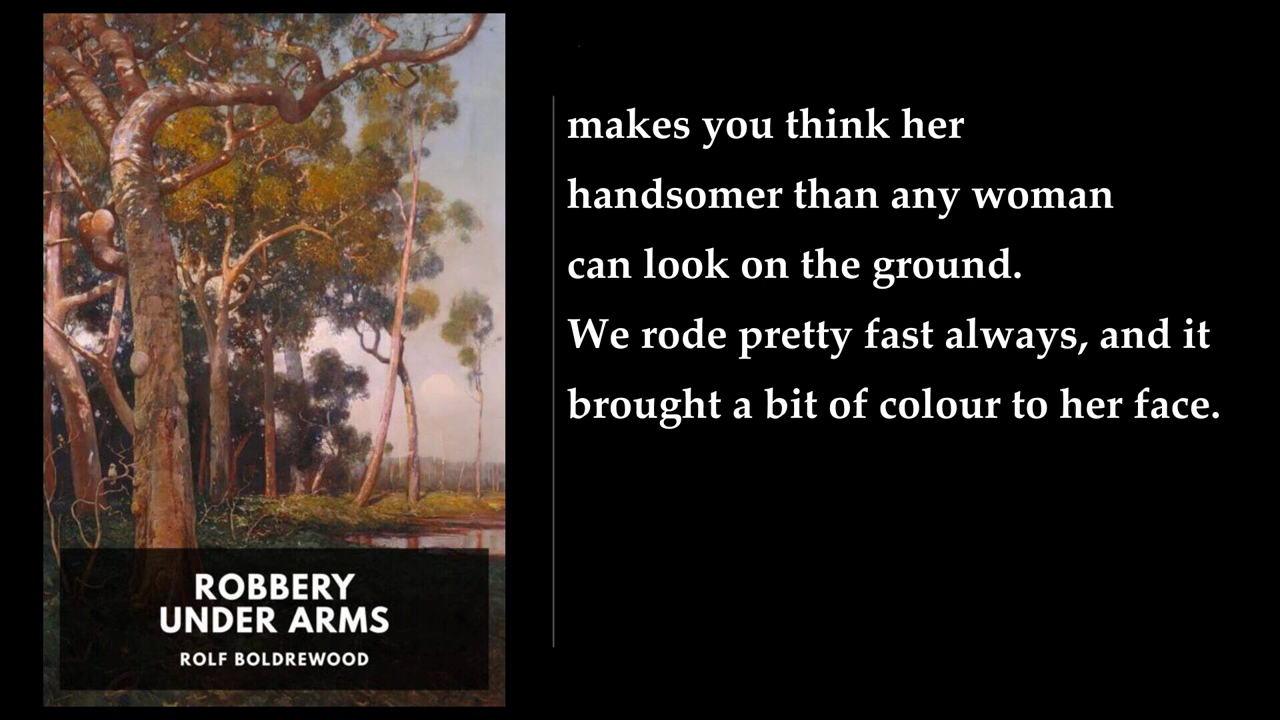 ROBBERY
UNDER ARMS
ROLF BOLDREWOOD
makes you think her
handsomer than any woman
can look on the ground.
We rode pretty fast always, and it
brought a bit of colour to her face.